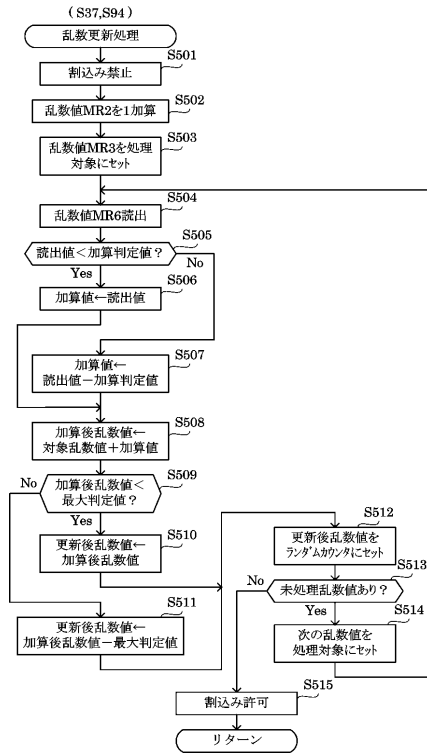 (S37,S94)
乱数更新処理
S501
割込み禁止
S502
乱数値MR2を1加算
S503
乱数値MR3を処理
対象にセット
S504
乱数値MR6読出
S505
読出値＜加算判定値？
Yes
No
S506
加算値←読出値
S507
加算値←
読出値－加算判定値
S508
加算後乱数値←
対象乱数値＋加算値
S509
加算後乱数値＜
最大判定値？
No
Yes
S510
更新後乱数値←
加算後乱数値
S511
更新後乱数値←
加算後乱数値－最大判定値
S512
更新後乱数値を
ランダムカウンタにセット
S513
未処理乱数値あり？
No
Yes
S514
次の乱数値を
処理対象にセット
S515
割込み許可
リターン